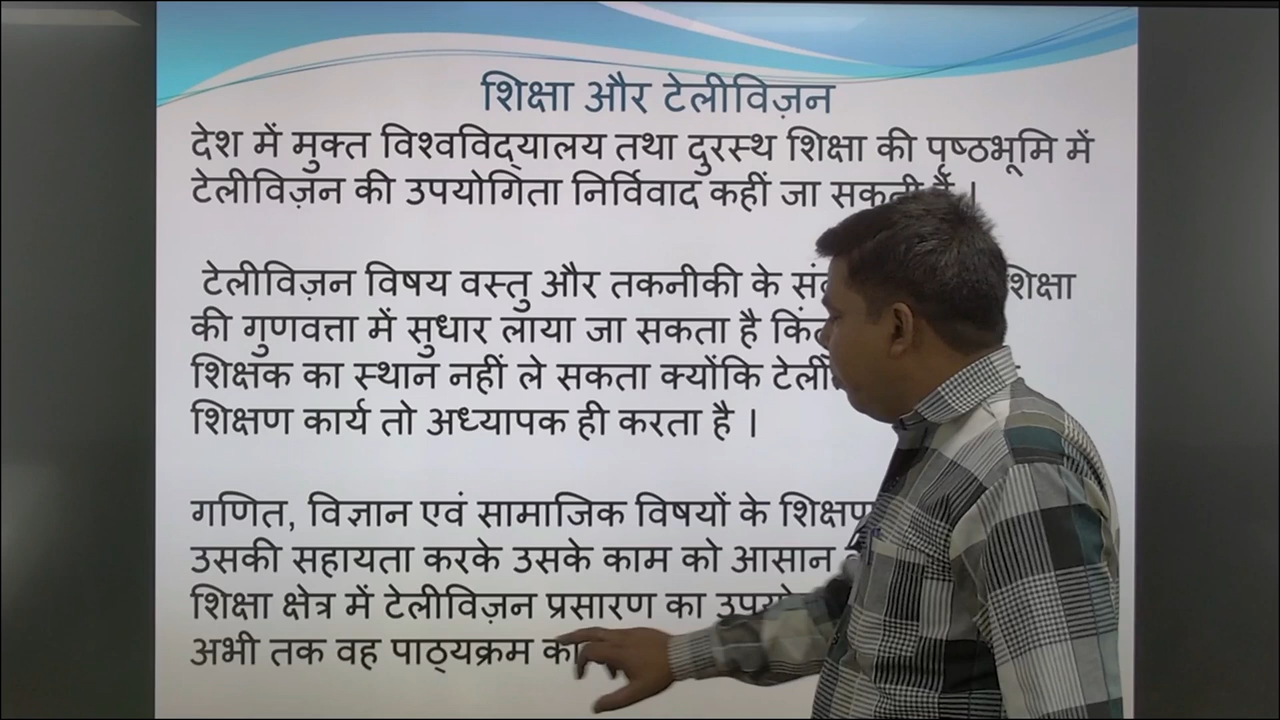 शिक्षा और टेलीविज़न
देश में मुक्त विश्वविद्यालय तथा दुरस्थ शिक्षा की पृष्ठभूमि में
टेलीविज़न की उपयोगिता निर्विवाद कहीं जा सकती है ।
टेलीविज़न विषय वस्तु और तकनीकी के शिक्षा
की गुणवत्ता में सुधार लाया जा सकता है
शिक्षक का स्थान नहीं ले सकता क्योंकि
शिक्षण कार्य तो अध्यापक ही करता है ।
गणित, विज्ञान एवं सामाजिक विषयों के
उसकी सहायता करके उसके काम को आसान
शिक्षा क्षेत्र में टेलीविज़न प्रसारण का
अभी तक वह पाठ्यक्रम